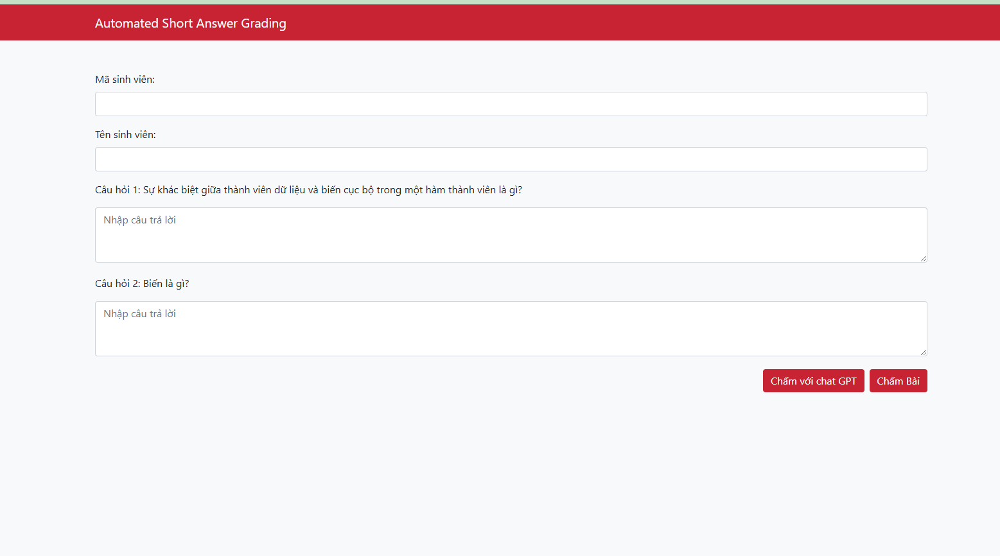 Automated Short Answer Grading
Mã sinh viên:
Tên sinh viên:
Câu hỏi 1: Sự khác biệt giữa thành viên dữ liệu và biến cục bộ trong một hàm thành viên là gì?
Nhập câu trả lời
Câu hỏi 2: Biến là gì?
Nhập câu trả lời
Chấm với chat GPT Chấm Bài